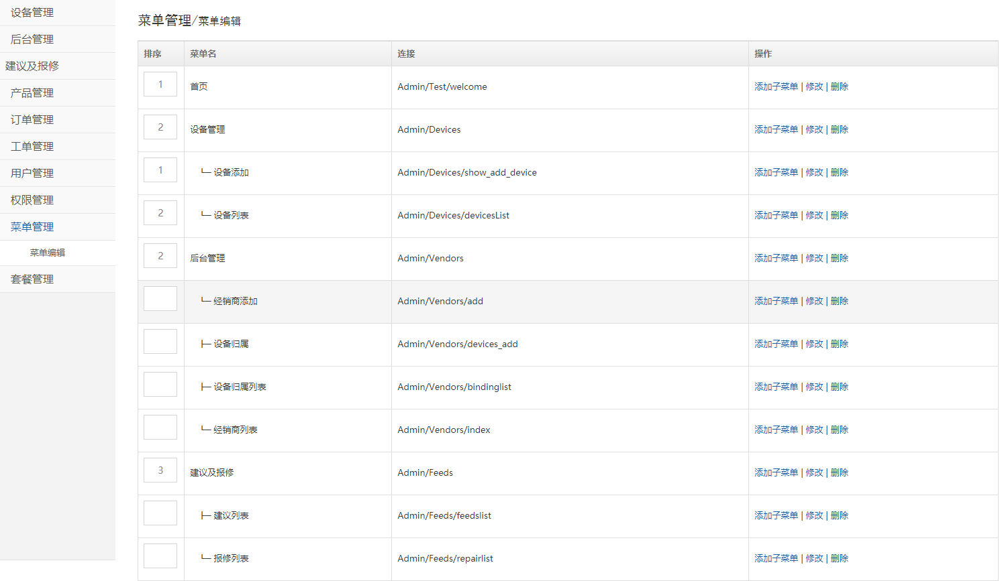 设备管理
后台管理
建议及报修
产品管理
订单管理
工单管理
用户管理
权限管理
菜单管理
菜单编辑
套餐管理
菜单管理/菜单编辑
排序 菜单名 连接 操作
1 首页 Admin/Test/welcome 添加子菜单 | 修改 | 删除
2 设备管理 Admin/Devices 添加子菜单 | 修改 | 删除
1 └─ 设备添加 Admin/Devices/show_add_device 添加子菜单 | 修改 | 删除
2 └─ 设备列表 Admin/Devices/devicesList 添加子菜单 | 修改 | 删除
2 后台管理 Admin/Vendors 添加子菜单 | 修改 | 删除
└─ 经销商添加 Admin/Vendors/add 添加子菜单 | 修改 | 删除
├─ 设备归属 Admin/Vendors/devices_add 添加子菜单 | 修改 | 删除
├─ 设备归属列表 Admin/Vendors/bindinglist 添加子菜单 | 修改 | 删除
└─ 经销商列表 Admin/Vendors/index 添加子菜单 | 修改 | 删除
3 建议及报修 Admin/Feeds 添加子菜单 | 修改 | 删除
├─ 建议列表 Admin/Feeds/feedslist 添加子菜单 | 修改 | 删除
└─ 报修列表 Admin/Feeds/repairlist 添加子菜单 | 修改 | 删除